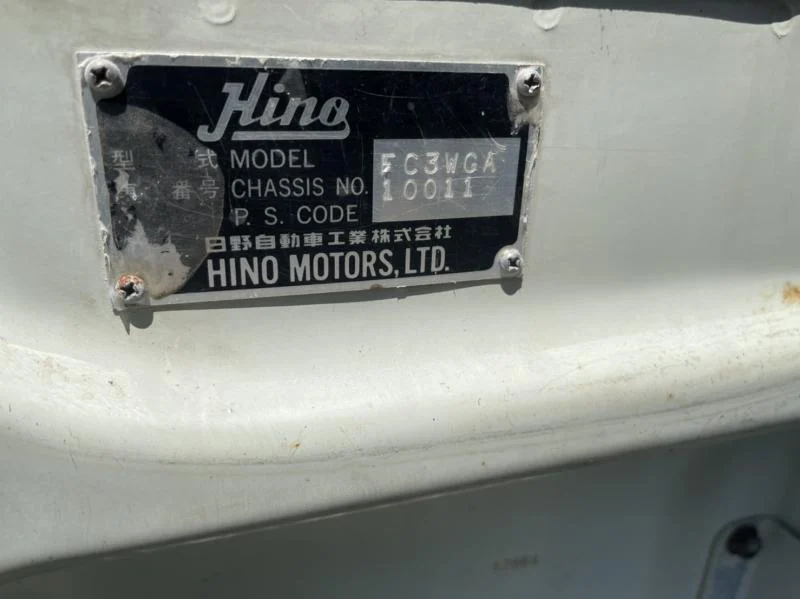 Hino
型 式 MODEL FC3WGA
番号 CHASSIS NO. 10011
P. S. CODE
日野自動車工業株式会社
HINO MOTORS, LTD.